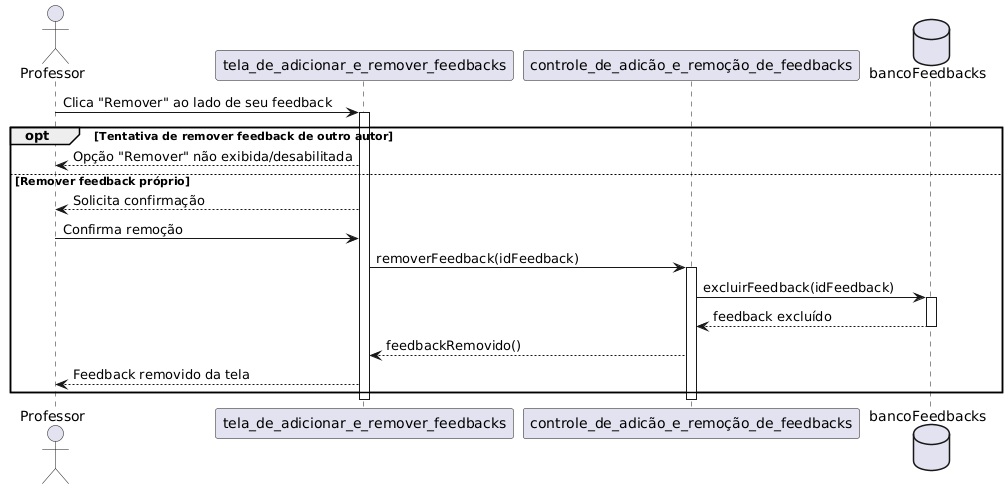 Professor
tela_de_adicionar_e_remover_feedbacks
controle_de_adicão_e_remoção_de_feedbacks
bancoFeedbacks
Clica "Remover" ao lado de seu feedback
opt [Tentativa de remover feedback de outro autor]
Opção "Remover" não exibida/desabilitada
[Remover feedback próprio]
Solicita confirmação
Confirma remoção
removerFeedback(idFeedback)
excluirFeedback(idFeedback)
feedback excluído
feedbackRemovido()
Feedback removido da tela
Professor
tela_de_adicionar_e_remover_feedbacks
controle_de_adicão_e_remoção_de_feedbacks
bancoFeedbacks